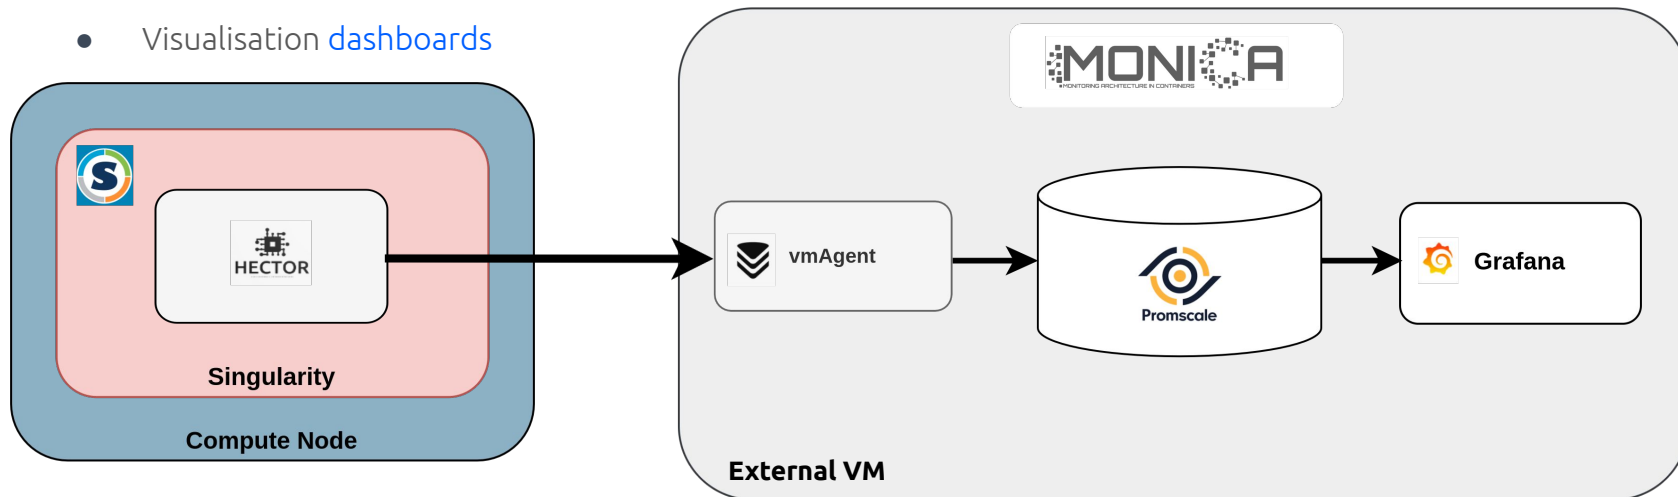 ● Visualisation dashboards
MONICA
MONITORING ARCHITECTURE IN CONTAINERS
S
HECTOR
Singularity
Compute Node
vmAgent
Promscale
Grafana
External VM